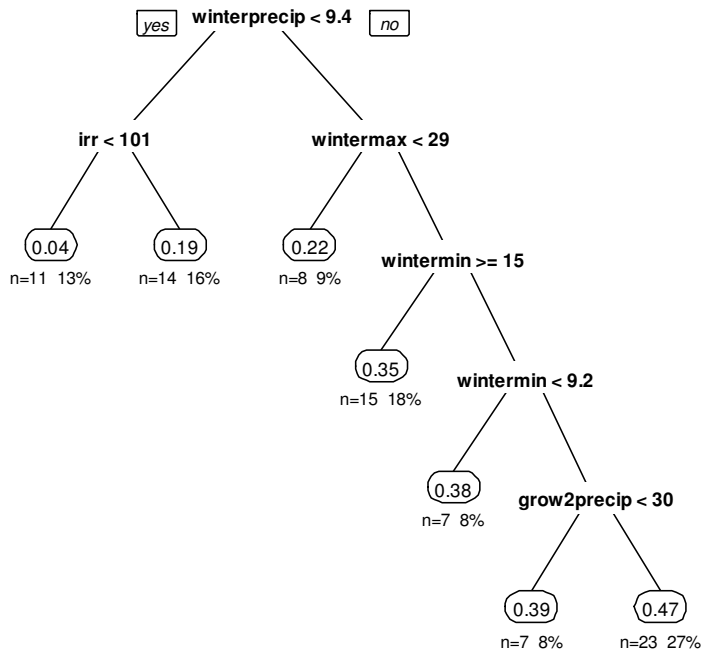 yes winterprecip < 9.4 no
irr < 101 wintermax < 29
0.04 0.19 0.22
n=11 13% n=14 16% n=8 9%
wintermin >= 15
0.35
n=15 18%
wintermin < 9.2
0.38
n=7 8%
grow2precip < 30
0.39 0.47
n=7 8% n=23 27%